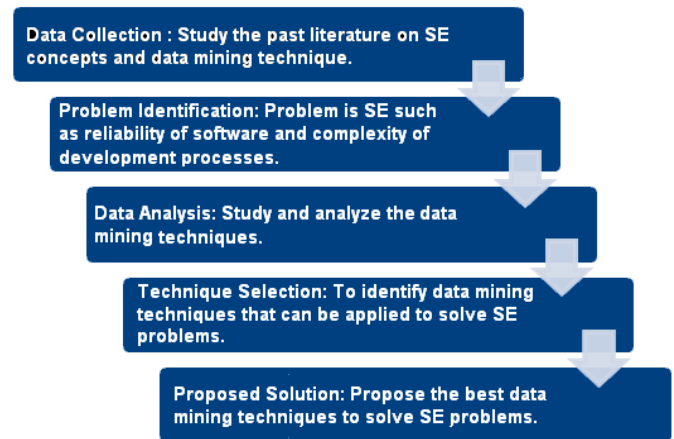 Data Collection : Study the past literature on SE
concepts and data mining technique.
Problem Identification: Problem is SE such
as reliability of software and complexity of
development processes.
Data Analysis: Study and analyze the data
mining techniques.
Technique Selection: To identify data mining
techniques that can be applied to solve SE
problems.
Proposed Solution: Propose the best data
mining techniques to solve SE problems.